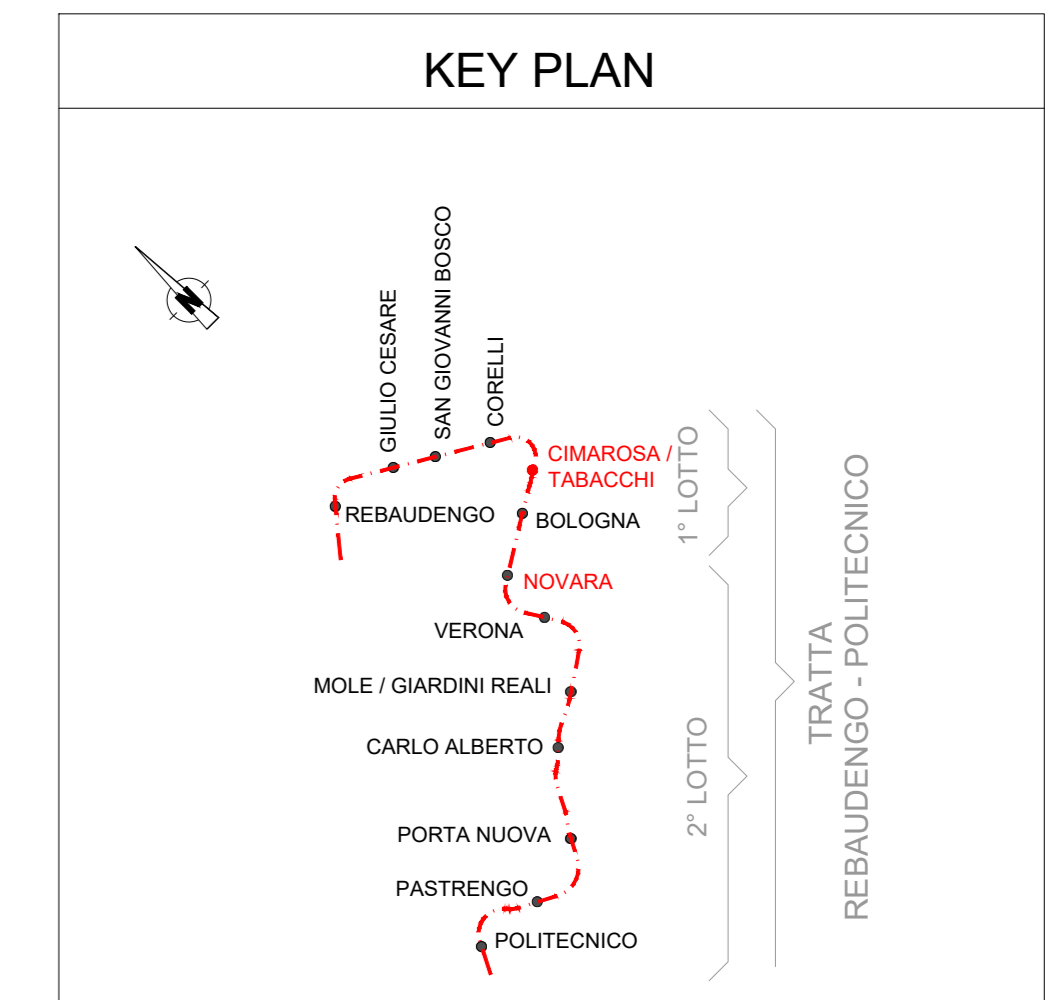 KEY PLAN
N
GIULIO CESARE
SAN GIOVANNI BOSCO
CORELLI
CIMAROSA /
TABACCHI
REBAUDENGO
BOLOGNA
NOVARA
VERONA
MOLE / GIARDINI REALI
CARLO ALBERTO
PORTA NUOVA
PASTRENGO
POLITECNICO
1° LOTTO
2° LOTTO
TRATTA
REBAUDENGO - POLITECNICO